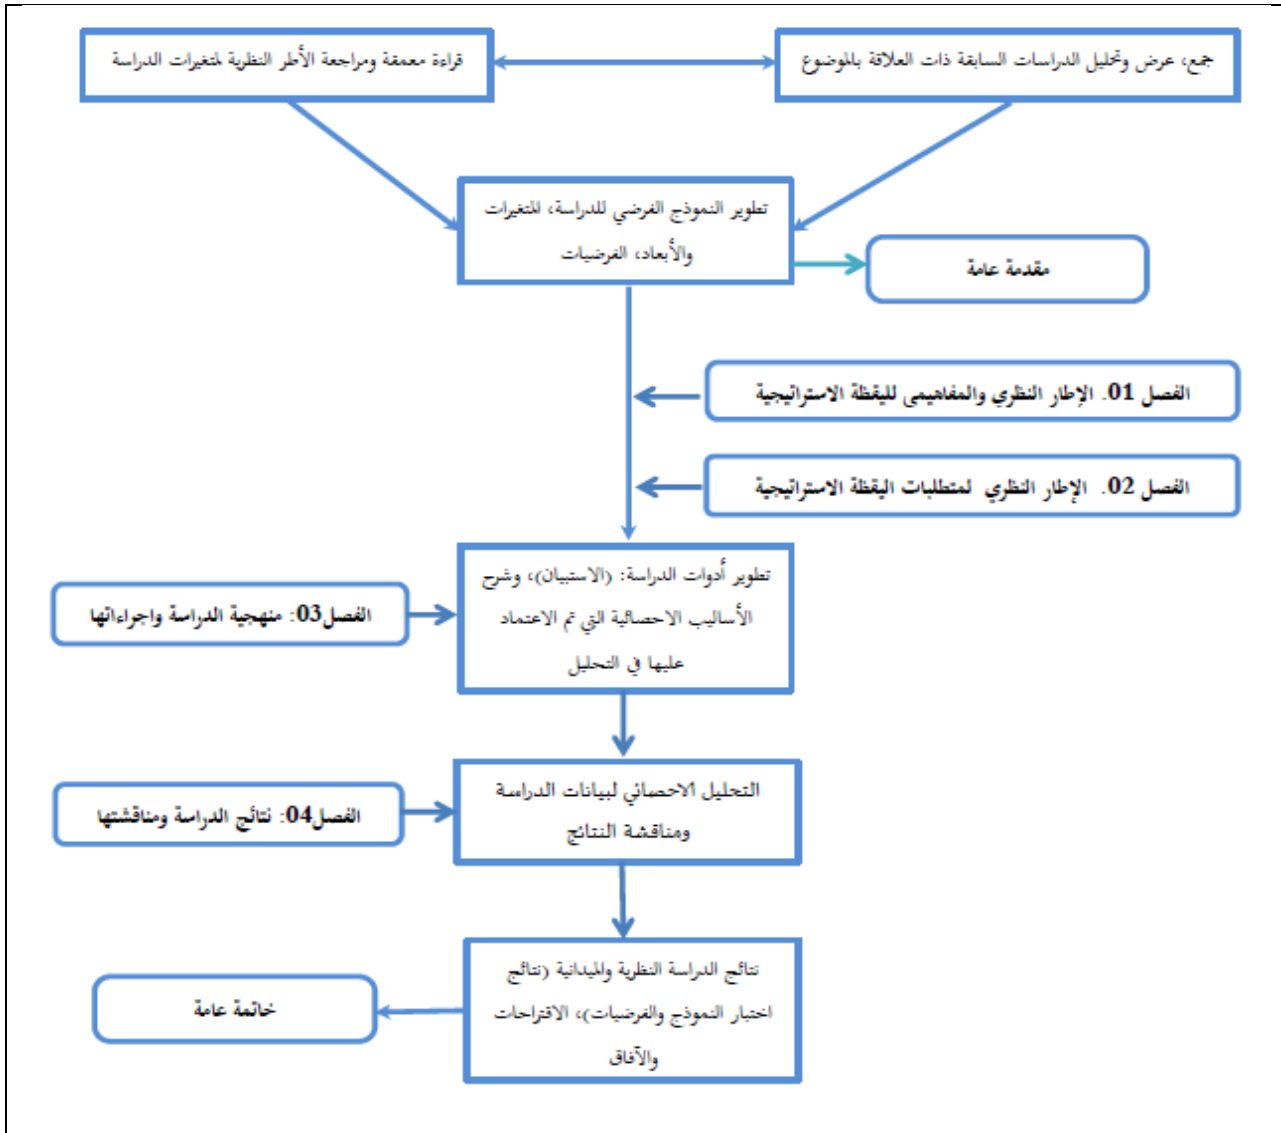 جمع، عرض وتحليل الدراسات السابقة ذات العلاقة بالموضوع
قراءة معمقة ومراجعة الأطر النظرية لمتغيرات الدراسة
تطوير النموذج الفرضي للدراسة، المتغيرات
والأبعاد، الفرضيات
مقدمة عامة
الفصل 01. الإطار النظري والمفاهيمي لليقظة الاستراتيجية
الفصل 02. الإطار النظري لمتطلبات اليقظة الاستراتيجية
تطوير أدوات الدراسة: (الاستبيان)، وشرح
الأساليب الاحصائية التي تم الاعتماد
عليها في التحليل
الفصل03: منهجية الدراسة واجراءاتها
التحليل الاحصائي لبيانات الدراسة
ومناقشة النتائج
الفصل04: نتائج الدراسة ومناقشتها
نتائج الدراسة النظرية والميدانية (نتائج
اختبار النموذج والفرضيات)، الاقتراحات
والآفاق
خاتمة عامة